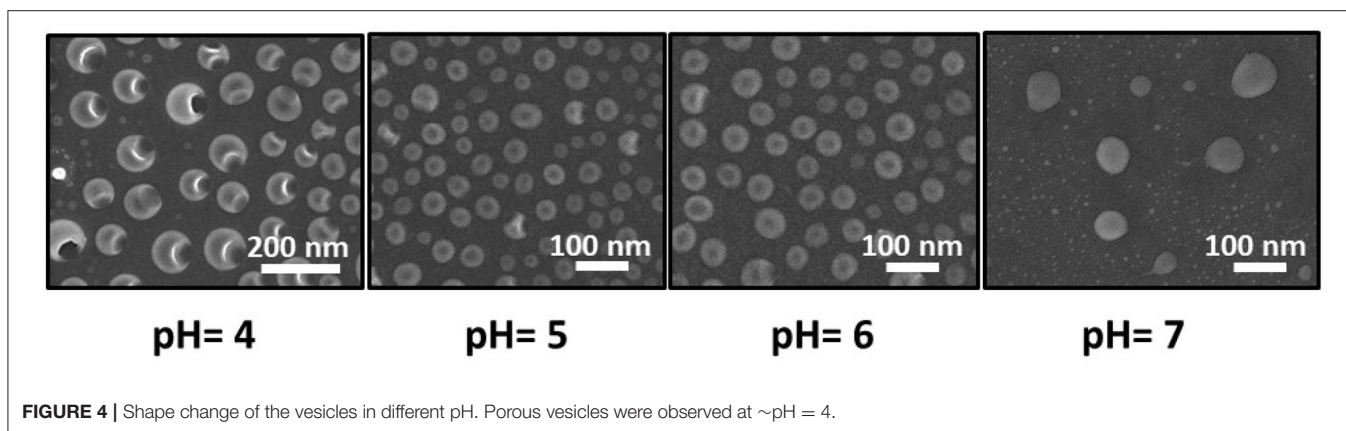 200 nm
100 nm
100 nm
100 nm
pH= 4
pH= 5
pH= 6
pH= 7
FIGURE 4 | Shape change of the vesicles in different pH. Porous vesicles were observed at ~pH = 4.